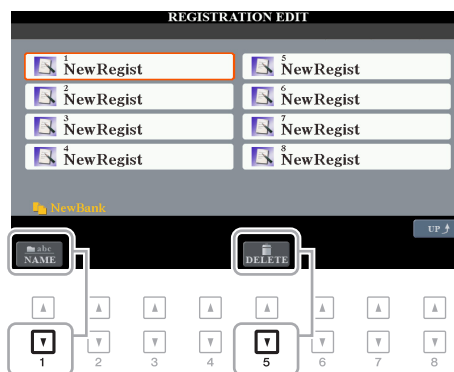 REGISTRATION EDIT
1
NewRegist
5
NewRegist
2
NewRegist
6
NewRegist
3
NewRegist
7
NewRegist
4
NewRegist
8
NewRegist
NewBank
UP
abc
NAME
DELETE
1 2 3 4 5 6 7 8